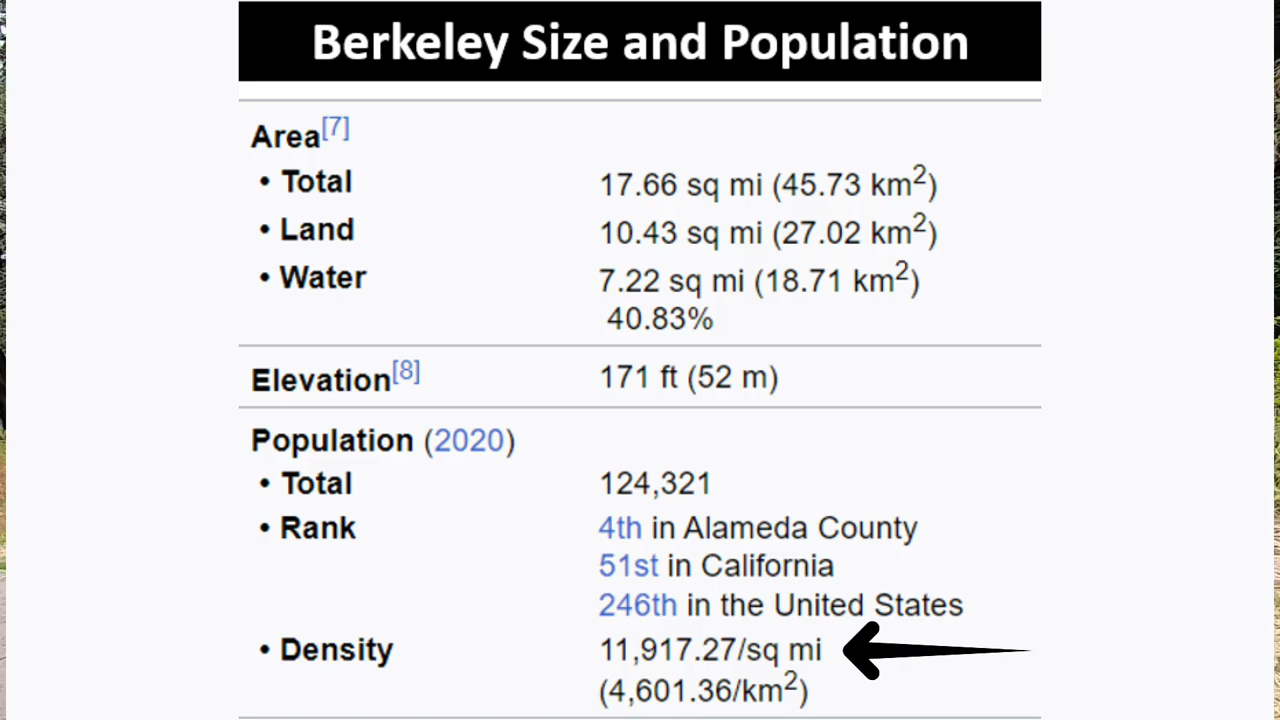 Berkeley Size and Population
Area[7]
• Total 17.66 sq mi (45.73 km²)
• Land 10.43 sq mi (27.02 km²)
• Water 7.22 sq mi (18.71 km²)
40.83%
Elevation[8] 171 ft (52 m)
Population (2020)
• Total 124,321
• Rank 4th in Alameda County
51st in California
246th in the United States
• Density 11,917.27/sq mi
(4,601.36/km²)